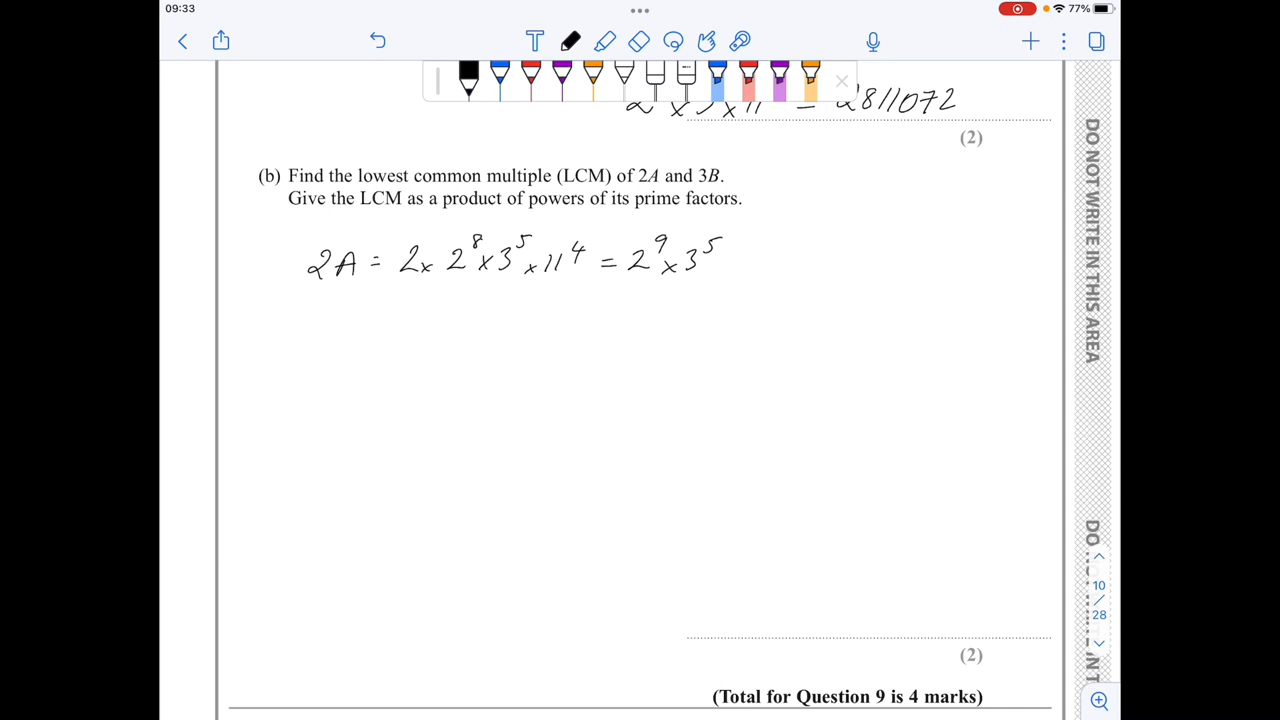 09:33
77%
= 2811072
(2)
(b) Find the lowest common multiple (LCM) of 2A and 3B.
Give the LCM as a product of powers of its prime factors.
2A = 2 × 2⁸ × 3⁵ × 11⁴ = 2⁹ × 3⁵
(2)
(Total for Question 9 is 4 marks)
DO NOT WRITE IN THIS AREA
DO
IN T
10
/
28